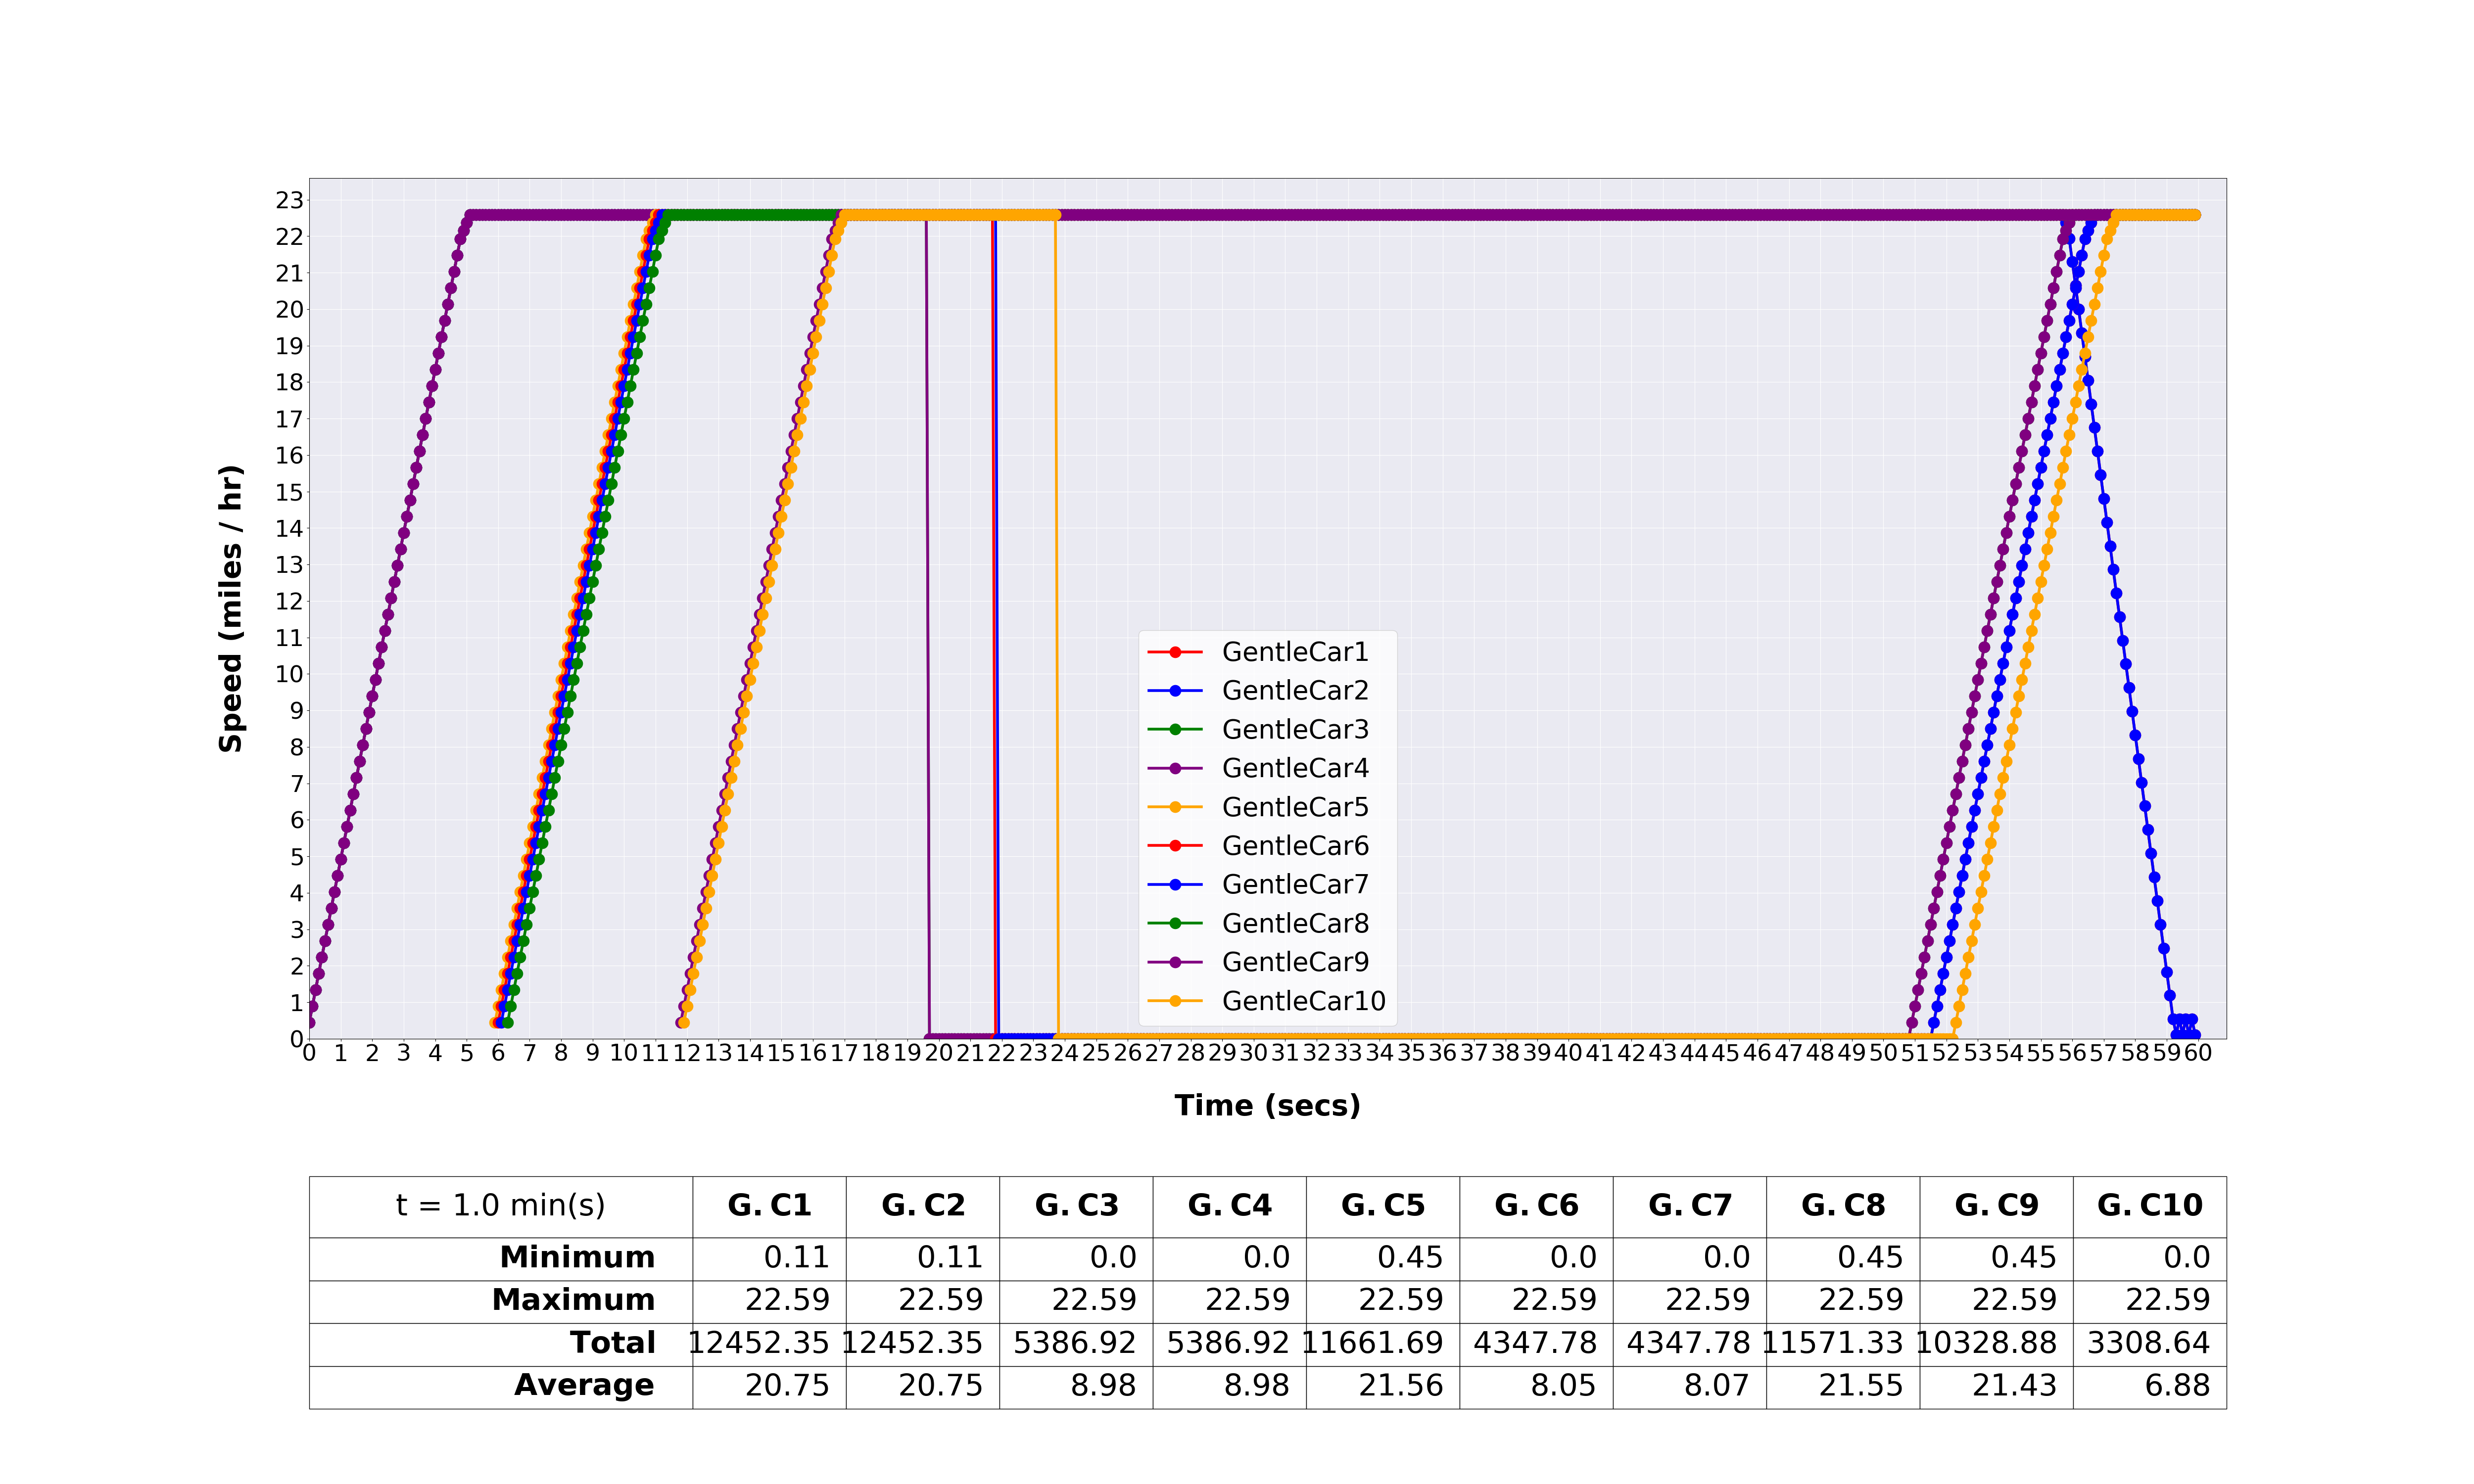 23
22
21
20
19
18
17
16
15
14
13
12
11
10
9
8
7
6
5
4
3
2
1
0
Speed (miles / hr)
GentleCar1
GentleCar2
GentleCar3
GentleCar4
GentleCar5
GentleCar6
GentleCar7
GentleCar8
GentleCar9
GentleCar10
0 1 2 3 4 5 6 7 8 9 10 11 12 13 14 15 16 17 18 19 20 21 22 23 24 25 26 27 28 29 30 31 32 33 34 35 36 37 38 39 40 41 42 43 44 45 46 47 48 49 50 51 52 53 54 55 56 57 58 59 60
Time (secs)
t = 1.0 min(s) G. C1 G. C2 G. C3 G. C4 G. C5 G. C6 G. C7 G. C8 G. C9 G. C10
Minimum 0.11 0.11 0.0 0.0 0.45 0.0 0.0 0.45 0.45 0.0
Maximum 22.59 22.59 22.59 22.59 22.59 22.59 22.59 22.59 22.59 22.59
Total 12452.35 12452.35 5386.92 5386.92 11661.69 4347.78 4347.78 11571.33 10328.88 3308.64
Average 20.75 20.75 8.98 8.98 21.56 8.05 8.07 21.55 21.43 6.88